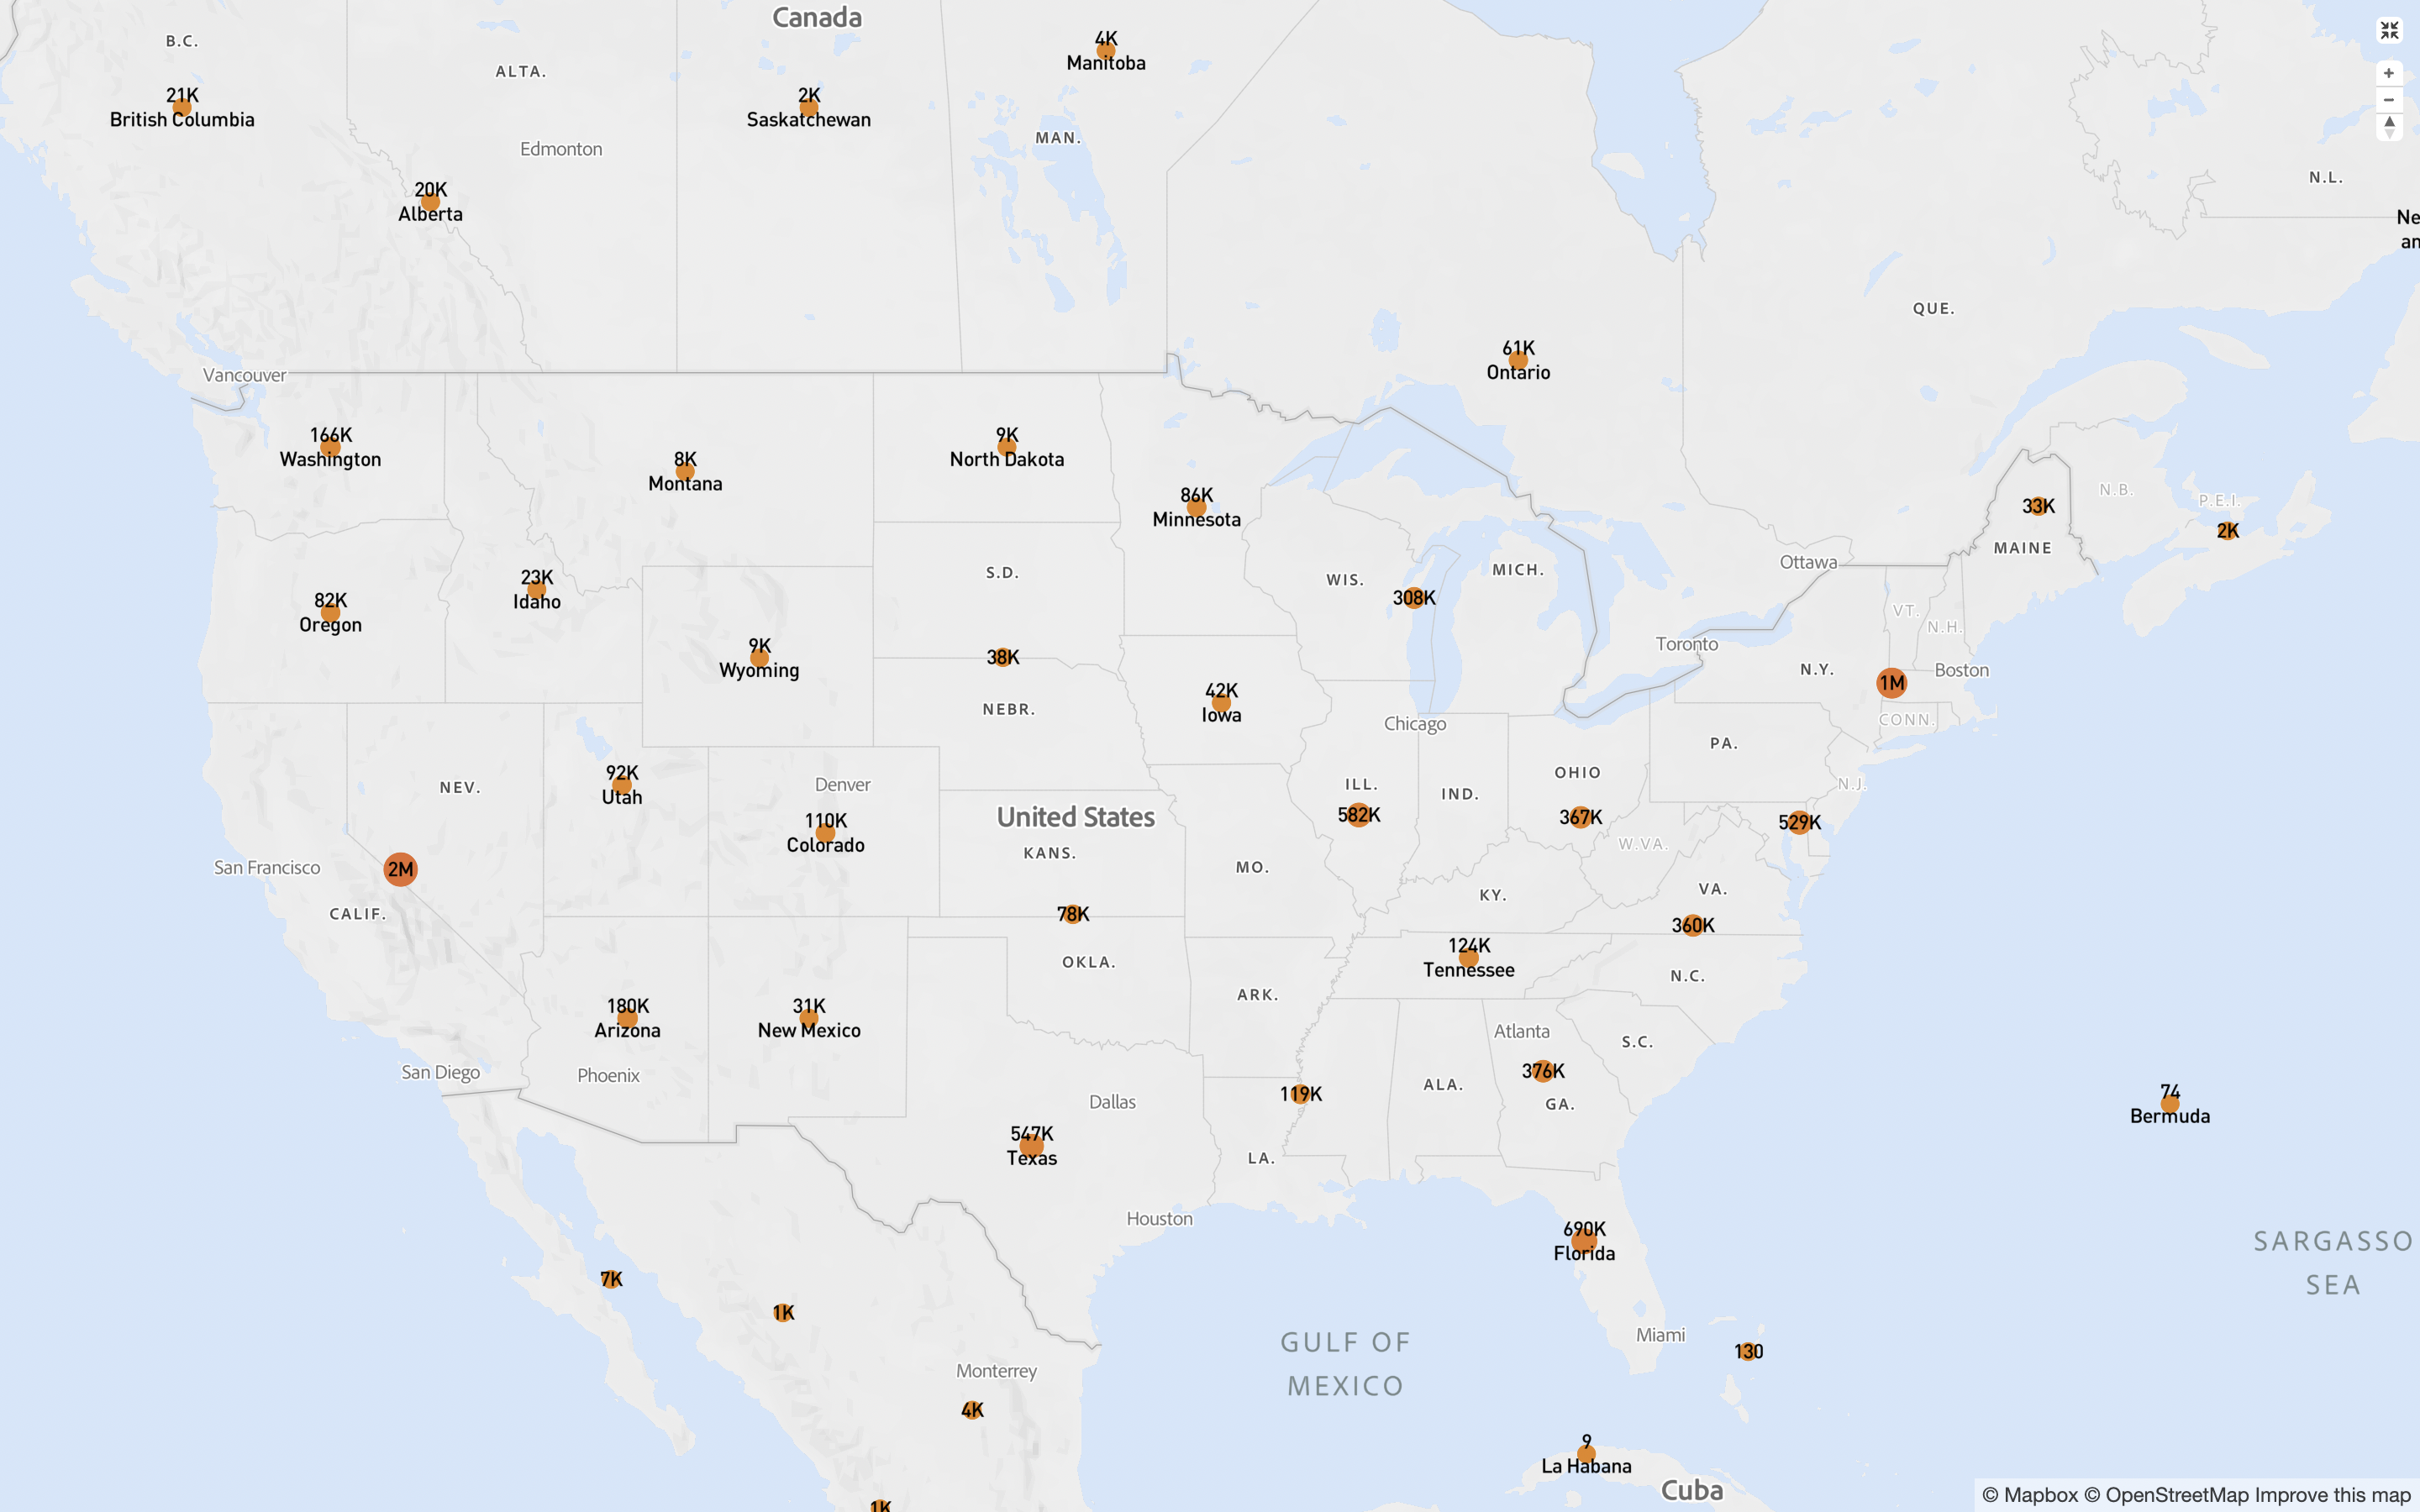 Canada
B.C.
4K
Manitoba
ALTA.
21K
British Columbia
2K
Saskatchewan
MAN.
Edmonton
N.L.
20K
Alberta
Ne
an
QUE.
61K
Ontario
Vancouver
166K
Washington
9K
North Dakota
8K
Montana
86K
Minnesota
N.B.
P.E.I.
33K
2K
MAINE
Ottawa
S.D.
MICH.
WIS.
23K
Idaho
308K
82K
Oregon
VT.
N.H.
Toronto
9K
Wyoming
38K
N.Y.
Boston
1M
42K
Iowa
NEBR.
CONN.
Chicago
PA.
92K
Utah
NEV.
Denver
OHIO
ILL.
IND.
N.J.
582K
367K
529K
United States
110K
Colorado
W.VA.
KANS.
San Francisco
2M
MO.
VA.
KY.
CALIF.
78K
360K
124K
Tennessee
OKLA.
N.C.
ARK.
180K
Arizona
31K
New Mexico
Atlanta
S.C.
San Diego
Phoenix
376K
ALA.
119K
Dallas
GA.
74
Bermuda
547K
Texas
LA.
Houston
690K
Florida
SARGASSO
SEA
7K
1K
Miami
GULF OF
MEXICO
130
Monterrey
4K
9
La Habana
Cuba
1K
© Mapbox © OpenStreetMap Improve this map